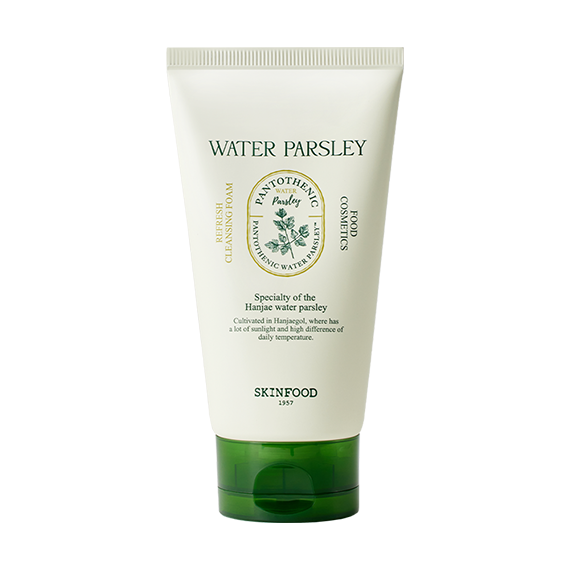 WATER PARSLEY
REFRESH
CLEANSING FOAM
PANTOTHENIC
WATER
Parsley
PANTOTHENIC WATER PARSLEY™
FOOD
COSMETICS
Specialty of the
Hanjae water parsley
Cultivated in Hanjaegol, where has
a lot of sunlight and high difference of
daily temperature.
SKINFOOD
1957